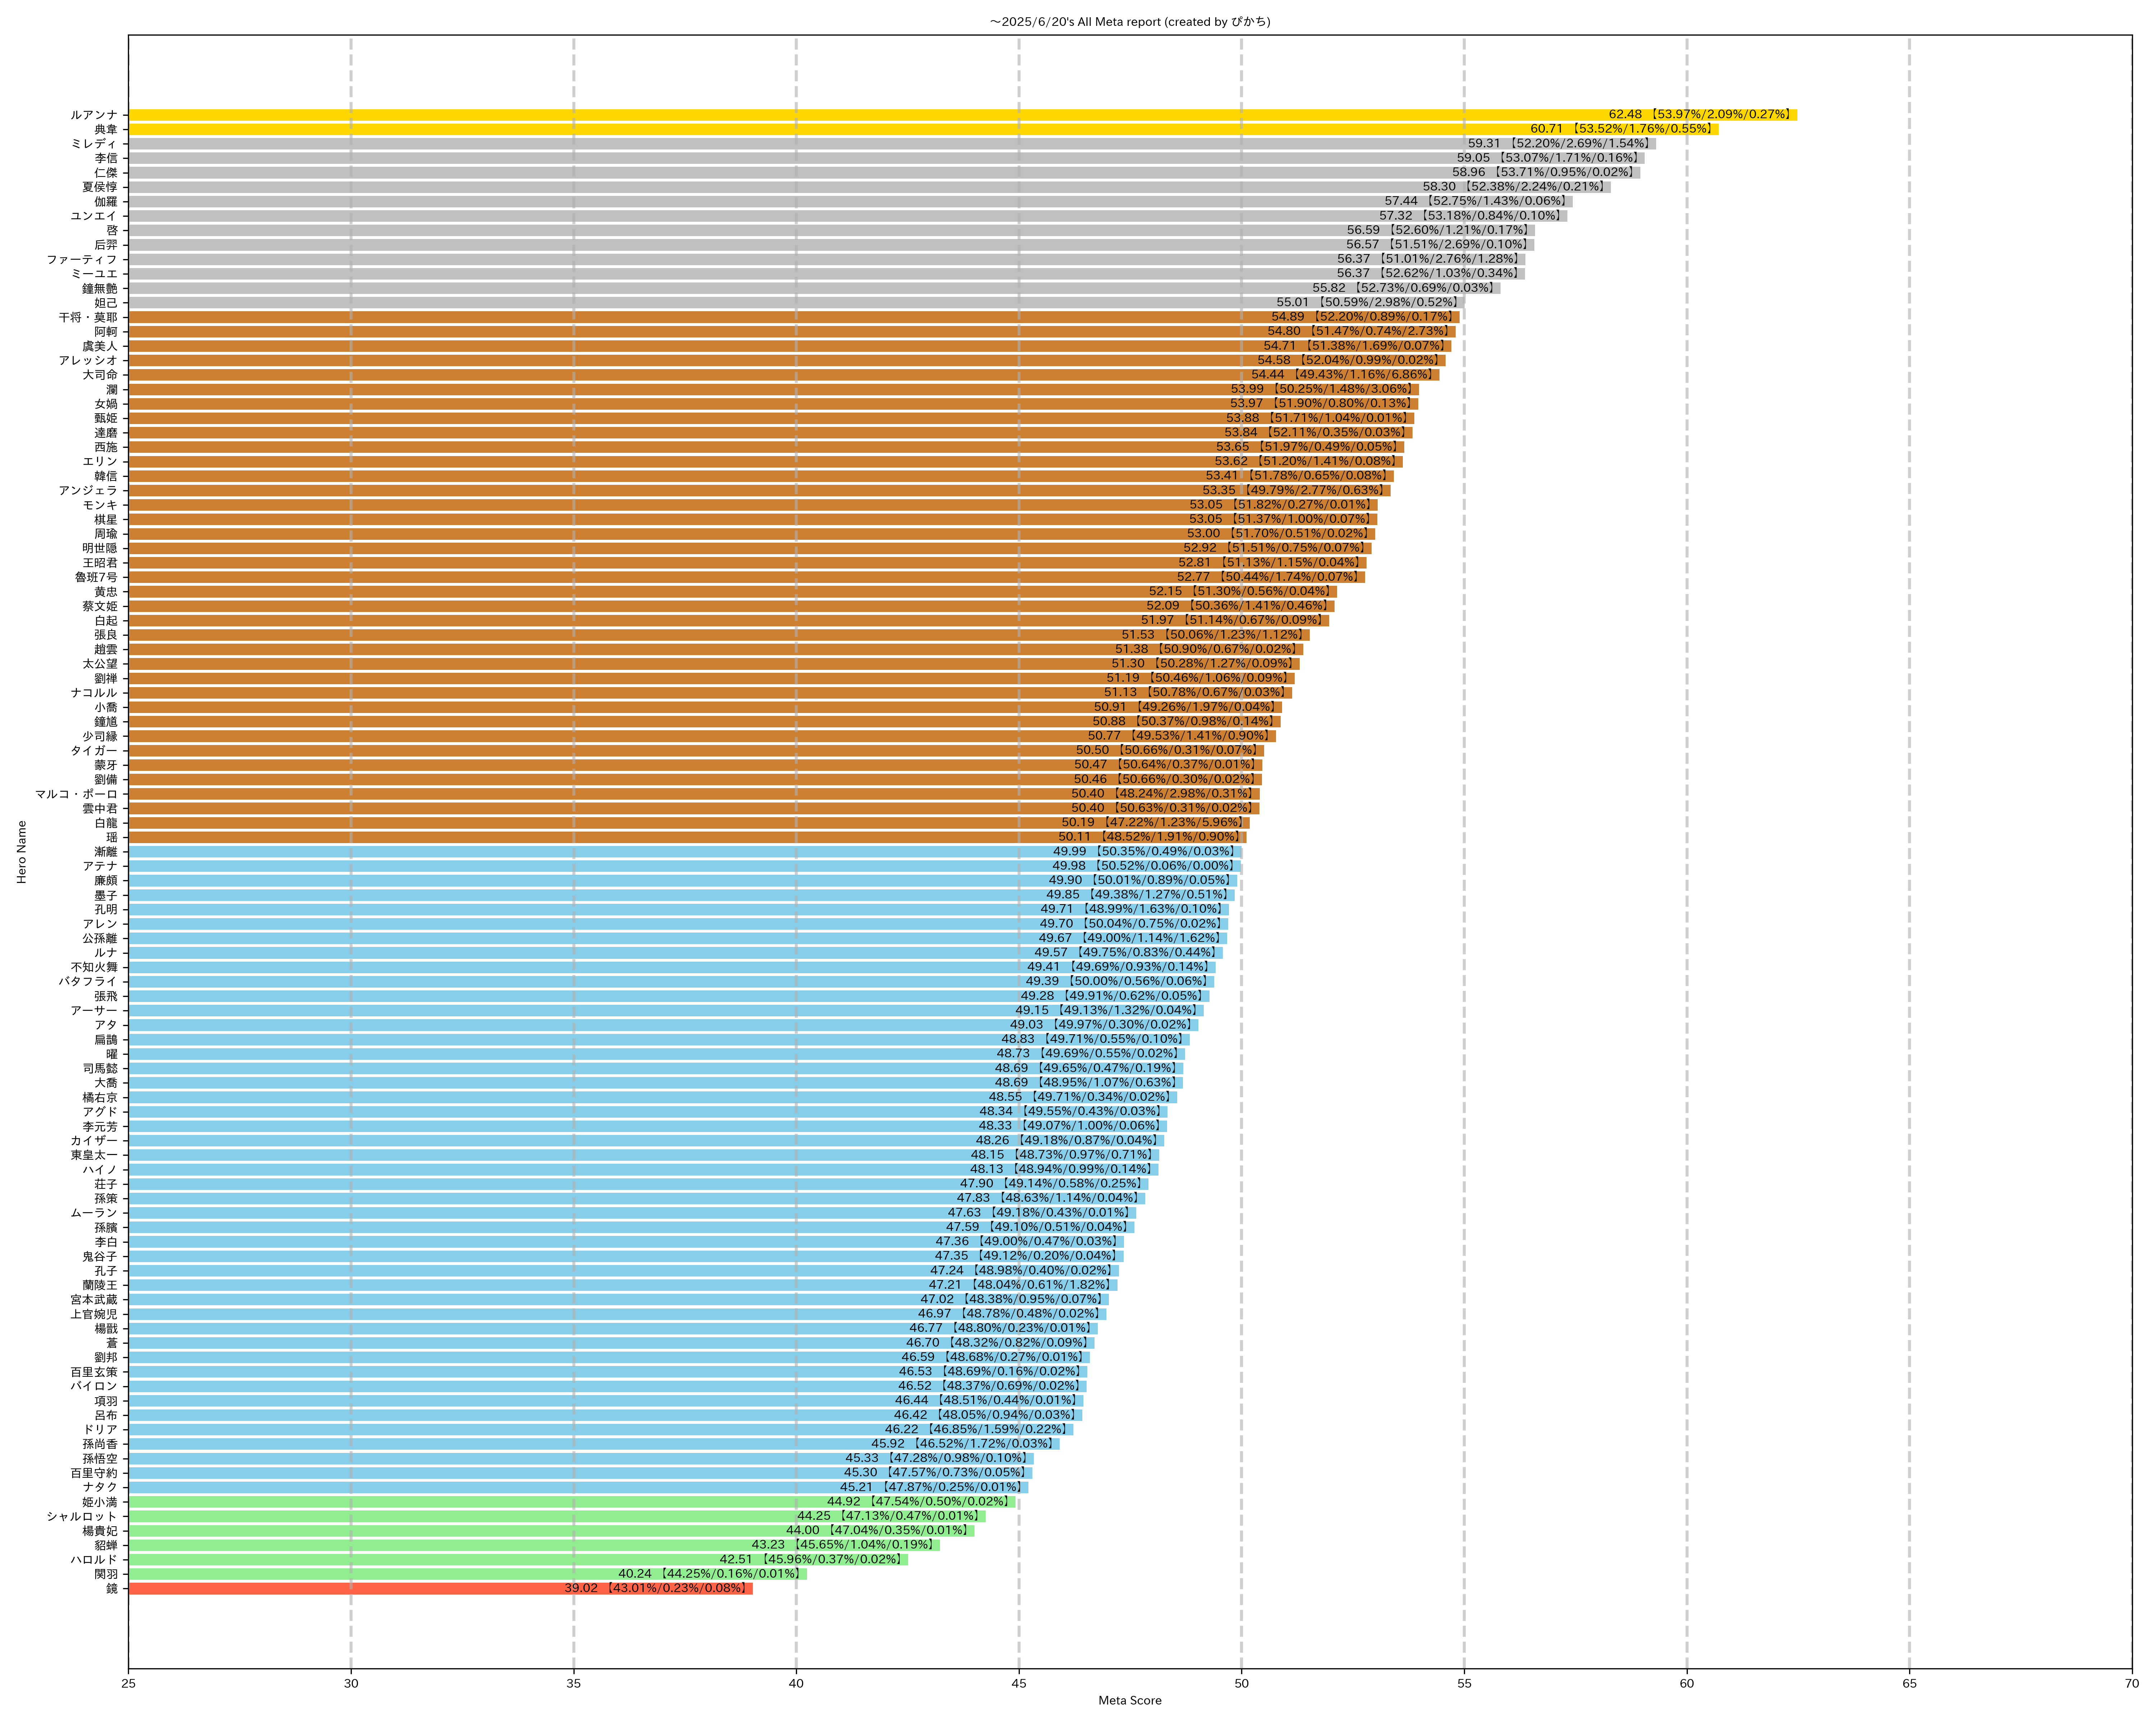 ～2025/6/20's All Meta report (created by ぴかち)
ルアンナ 62.48 【53.97%/2.09%/0.27%】
典韋 60.71 【53.52%/1.76%/0.55%】
ミレディ 59.31 【52.20%/2.69%/1.54%】
李信 59.05 【53.07%/1.71%/0.16%】
仁傑 58.96 【53.71%/0.95%/0.02%】
夏侯惇 58.30 【52.38%/2.24%/0.21%】
伽羅 57.44 【52.75%/1.43%/0.06%】
ユンエイ 57.32 【53.18%/0.84%/0.10%】
啓 56.59 【52.60%/1.21%/0.17%】
后羿 56.57 【51.51%/2.69%/0.10%】
ファーティフ 56.37 【51.01%/2.76%/1.28%】
ミーユエ 56.37 【52.62%/1.03%/0.34%】
鐘無艶 55.82 【52.73%/0.69%/0.03%】
妲己 55.01 【50.59%/2.98%/0.52%】
干将・莫耶 54.89 【52.20%/0.89%/0.17%】
阿軻 54.80 【51.47%/0.74%/2.73%】
虞美人 54.71 【51.38%/1.69%/0.07%】
アレッシオ 54.58 【52.04%/0.99%/0.02%】
大司命 54.44 【49.43%/1.16%/6.86%】
瀾 53.99 【50.25%/1.48%/3.06%】
女媧 53.97 【51.90%/0.80%/0.13%】
甄姫 53.88 【51.71%/1.04%/0.01%】
達磨 53.84 【52.11%/0.35%/0.03%】
西施 53.65 【51.97%/0.49%/0.05%】
エリン 53.62 【51.20%/1.41%/0.08%】
韓信 53.41 【51.78%/0.65%/0.08%】
アンジェラ 53.35 【49.79%/2.77%/0.63%】
モンキ 53.05 【51.82%/0.27%/0.01%】
棋星 53.05 【51.37%/1.00%/0.07%】
周瑜 53.00 【51.70%/0.51%/0.02%】
明世隠 52.92 【51.51%/0.75%/0.07%】
王昭君 52.81 【51.13%/1.15%/0.04%】
魯班7号 52.77 【50.44%/1.74%/0.07%】
黄忠 52.15 【51.30%/0.56%/0.04%】
蔡文姫 52.09 【50.36%/1.41%/0.46%】
白起 51.97 【51.14%/0.67%/0.09%】
張良 51.53 【50.06%/1.23%/1.12%】
趙雲 51.38 【50.90%/0.67%/0.02%】
太公望 51.30 【50.28%/1.27%/0.09%】
劉禅 51.19 【50.46%/1.06%/0.09%】
ナコルル 51.13 【50.78%/0.67%/0.03%】
小喬 50.91 【49.26%/1.97%/0.04%】
鐘馗 50.88 【50.37%/0.98%/0.14%】
少司縁 50.77 【49.53%/1.41%/0.90%】
タイガー 50.50 【50.66%/0.31%/0.07%】
蒙牙 50.47 【50.64%/0.37%/0.01%】
劉備 50.46 【50.66%/0.30%/0.02%】
マルコ・ポーロ 50.40 【48.24%/2.98%/0.31%】
雲中君 50.40 【50.63%/0.31%/0.02%】
白龍 50.19 【47.22%/1.23%/5.96%】
瑶 50.11 【48.52%/1.91%/0.90%】
漸離 49.99 【50.35%/0.49%/0.03%】
アテナ 49.98 【50.52%/0.06%/0.00%】
廉頗 49.90 【50.01%/0.89%/0.05%】
墨子 49.85 【49.38%/1.27%/0.51%】
孔明 49.71 【48.99%/1.63%/0.10%】
アレン 49.70 【50.04%/0.75%/0.02%】
公孫離 49.67 【49.00%/1.14%/1.62%】
ルナ 49.57 【49.75%/0.83%/0.44%】
不知火舞 49.41 【49.69%/0.93%/0.14%】
バタフライ 49.39 【50.00%/0.56%/0.06%】
張飛 49.28 【49.91%/0.62%/0.05%】
アーサー 49.15 【49.13%/1.32%/0.04%】
アタ 49.03 【49.97%/0.30%/0.02%】
扁鵲 48.83 【49.71%/0.55%/0.10%】
曜 48.73 【49.69%/0.55%/0.02%】
司馬懿 48.69 【49.65%/0.47%/0.19%】
大喬 48.69 【48.95%/1.07%/0.63%】
橘右京 48.55 【49.71%/0.34%/0.02%】
アグド 48.34 【49.55%/0.43%/0.03%】
李元芳 48.33 【49.07%/1.00%/0.06%】
カイザー 48.26 【49.18%/0.87%/0.04%】
東皇太一 48.15 【48.73%/0.97%/0.71%】
ハイノ 48.13 【48.94%/0.99%/0.14%】
荘子 47.90 【49.14%/0.58%/0.25%】
孫策 47.83 【48.63%/1.14%/0.04%】
ムーラン 47.63 【49.18%/0.43%/0.01%】
孫臏 47.59 【49.10%/0.51%/0.04%】
李白 47.36 【49.00%/0.47%/0.03%】
鬼谷子 47.35 【49.12%/0.20%/0.04%】
孔子 47.24 【48.98%/0.40%/0.02%】
蘭陵王 47.21 【48.04%/0.61%/1.82%】
宮本武蔵 47.02 【48.38%/0.95%/0.07%】
上官婉児 46.97 【48.78%/0.48%/0.02%】
楊戩 46.77 【48.80%/0.23%/0.01%】
蒼 46.70 【48.32%/0.82%/0.09%】
劉邦 46.59 【48.68%/0.27%/0.01%】
百里玄策 46.53 【48.69%/0.16%/0.02%】
バイロン 46.52 【48.37%/0.69%/0.02%】
項羽 46.44 【48.51%/0.44%/0.01%】
呂布 46.42 【48.05%/0.94%/0.03%】
ドリア 46.22 【46.85%/1.59%/0.22%】
孫尚香 45.92 【46.52%/1.72%/0.03%】
孫悟空 45.33 【47.28%/0.98%/0.10%】
百里守約 45.30 【47.57%/0.73%/0.05%】
ナタク 45.21 【47.87%/0.25%/0.01%】
姫小満 44.92 【47.54%/0.50%/0.02%】
シャルロット 44.25 【47.13%/0.47%/0.01%】
楊貴妃 44.00 【47.04%/0.35%/0.01%】
貂蝉 43.23 【45.65%/1.04%/0.19%】
ハロルド 42.51 【45.96%/0.37%/0.02%】
関羽 40.24 【44.25%/0.16%/0.01%】
鏡 39.02 【43.01%/0.23%/0.08%】
Hero Name
25 30 35 40 45 50 55 60 65 70
Meta Score